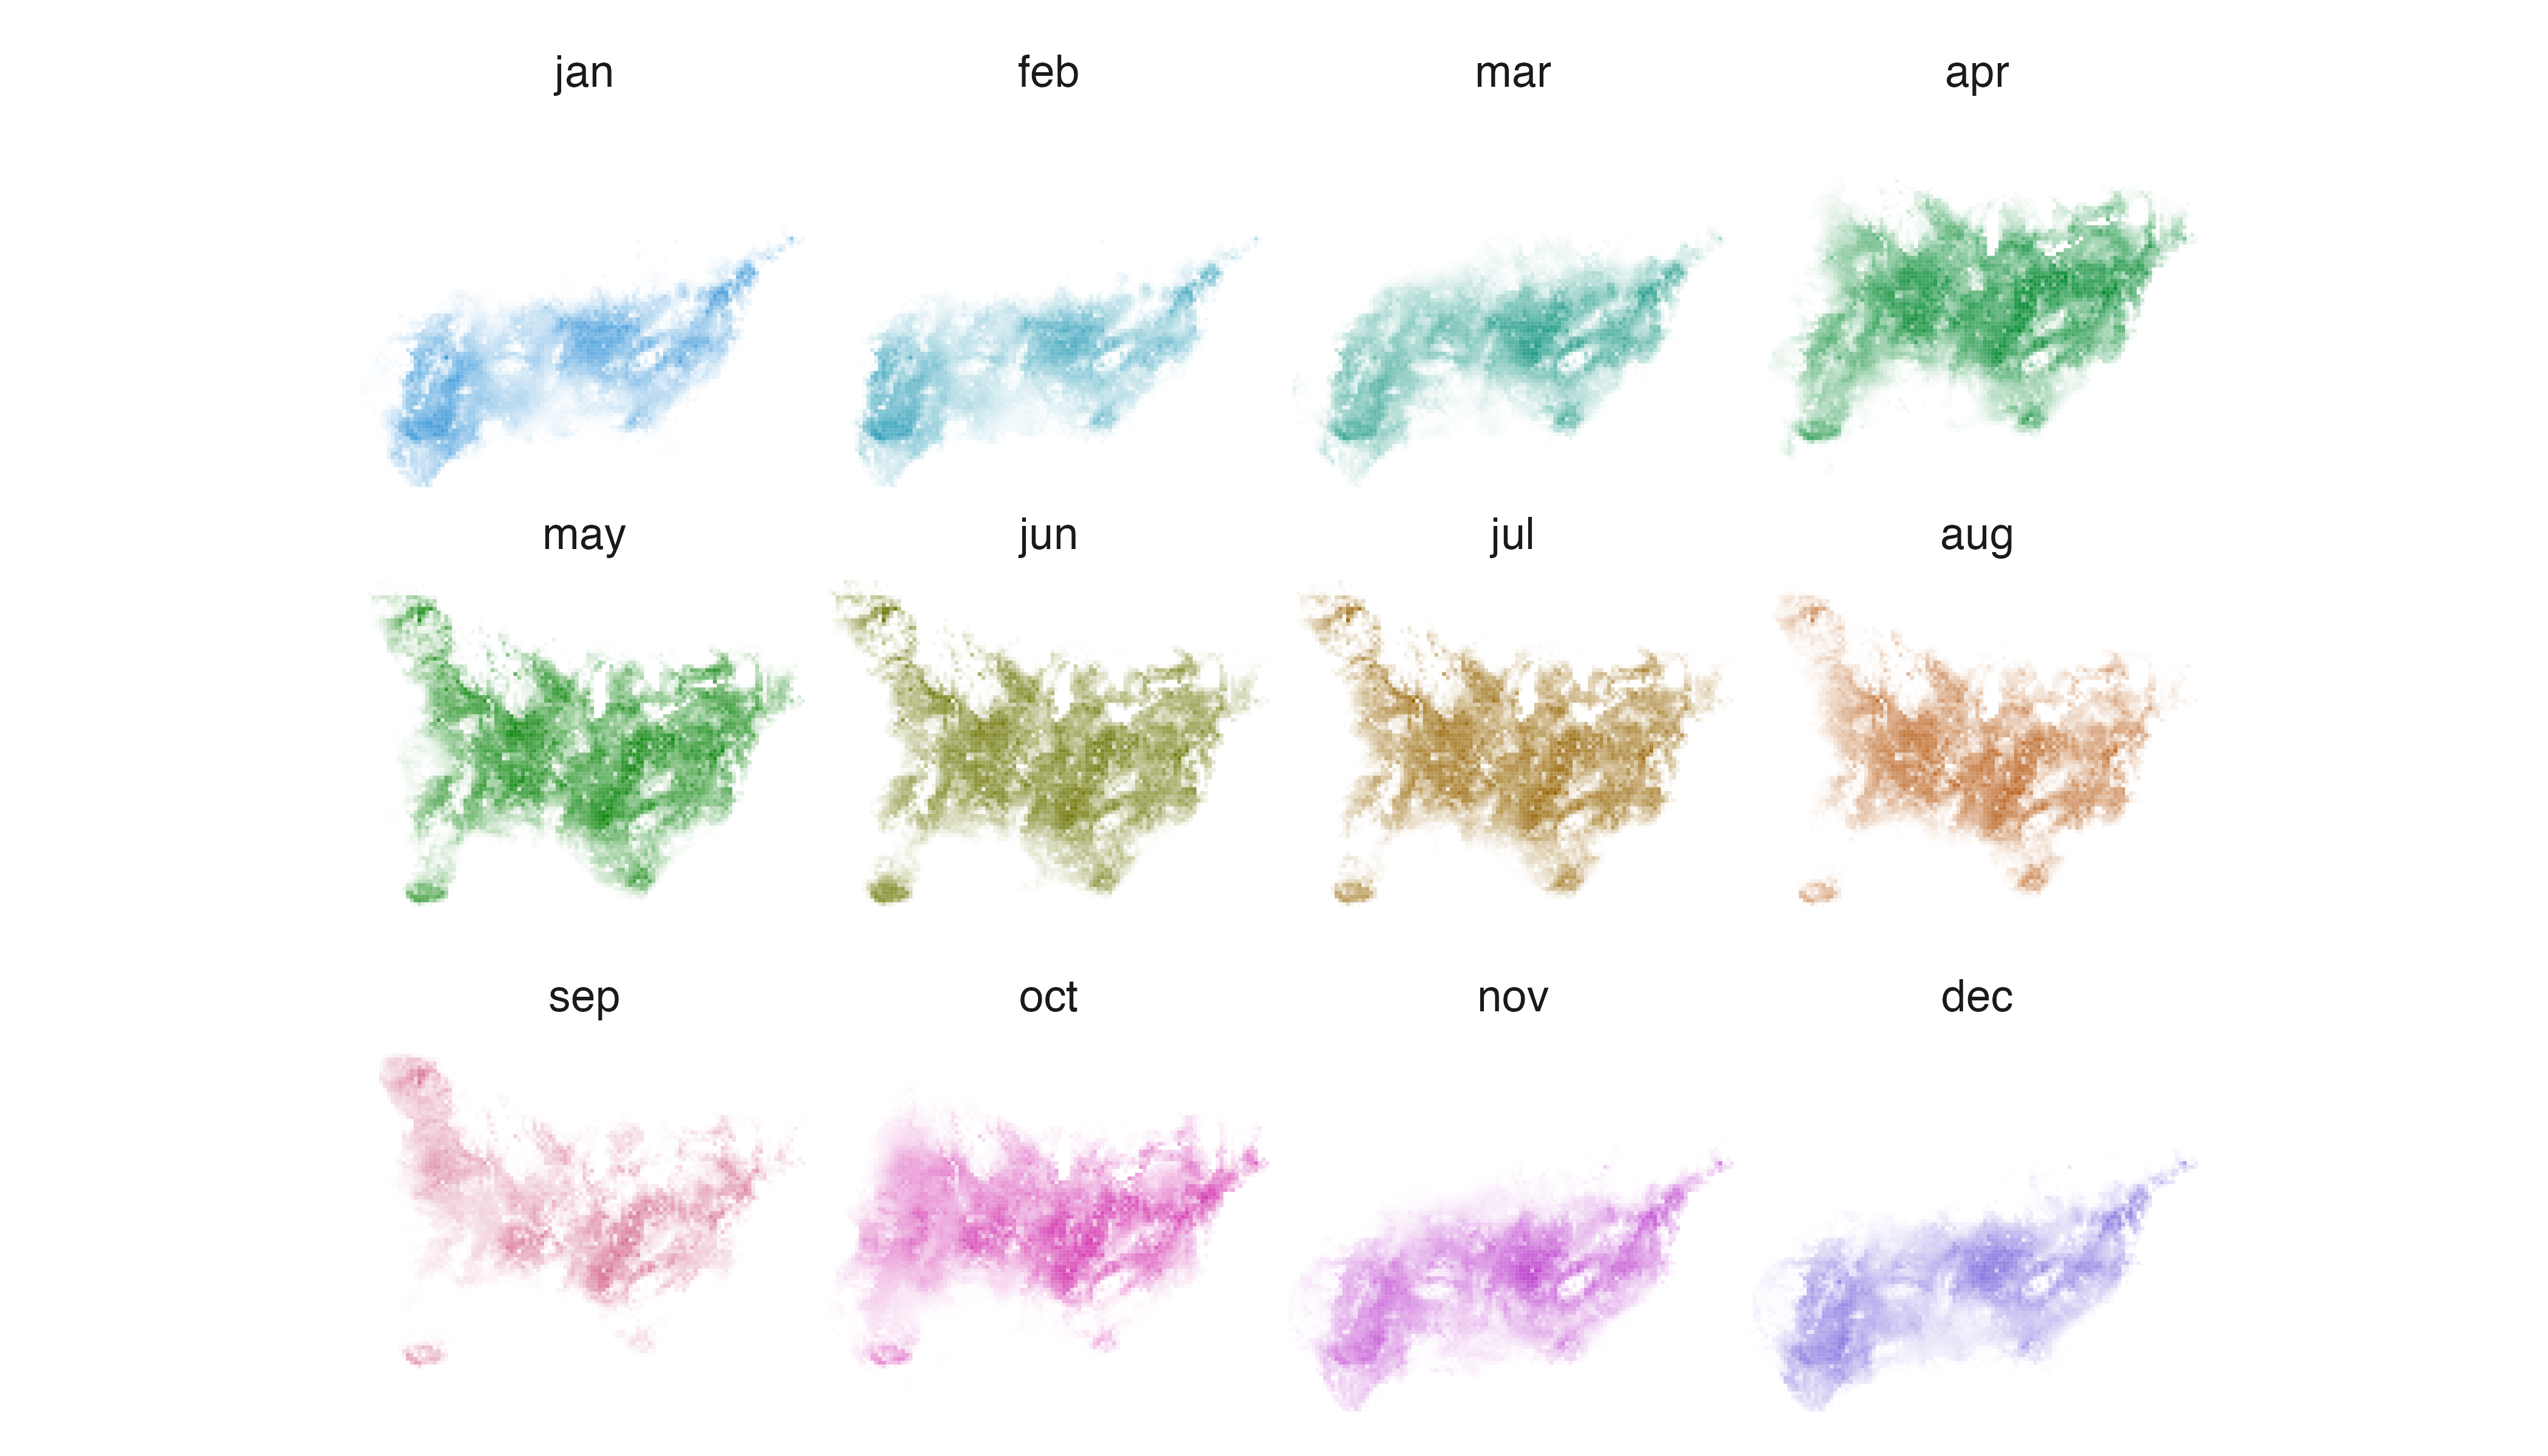 jan feb mar apr
may jun jul aug
sep oct nov dec